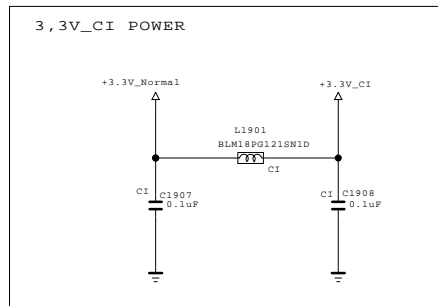 3,3V_CI POWER
+3.3V_Normal
+3.3V_CI
L1901
BLM18PG121SN1D
CI
CI
C1907
0.1uF
CI
C1908
0.1uF